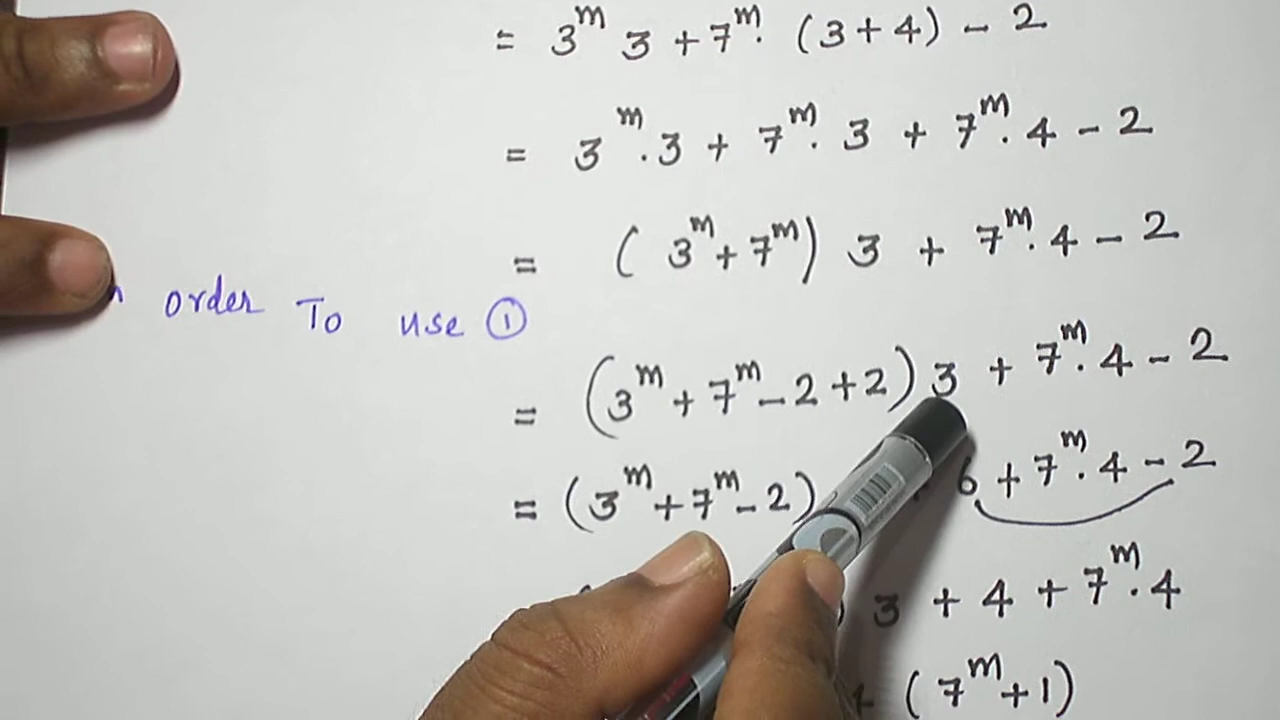 = 3^m 3 + 7^m. (3+4) - 2
= 3^m . 3 + 7^m. 3 + 7^m . 4 - 2
= (3^m + 7^m) 3 + 7^m. 4 - 2
order To use ①
= (3^m + 7^m - 2 + 2) 3 + 7^m. 4 - 2
= (3^m + 7^m - 2) 6 + 7^m. 4 - 2
3 + 4 + 7^m. 4
(7^m + 1)